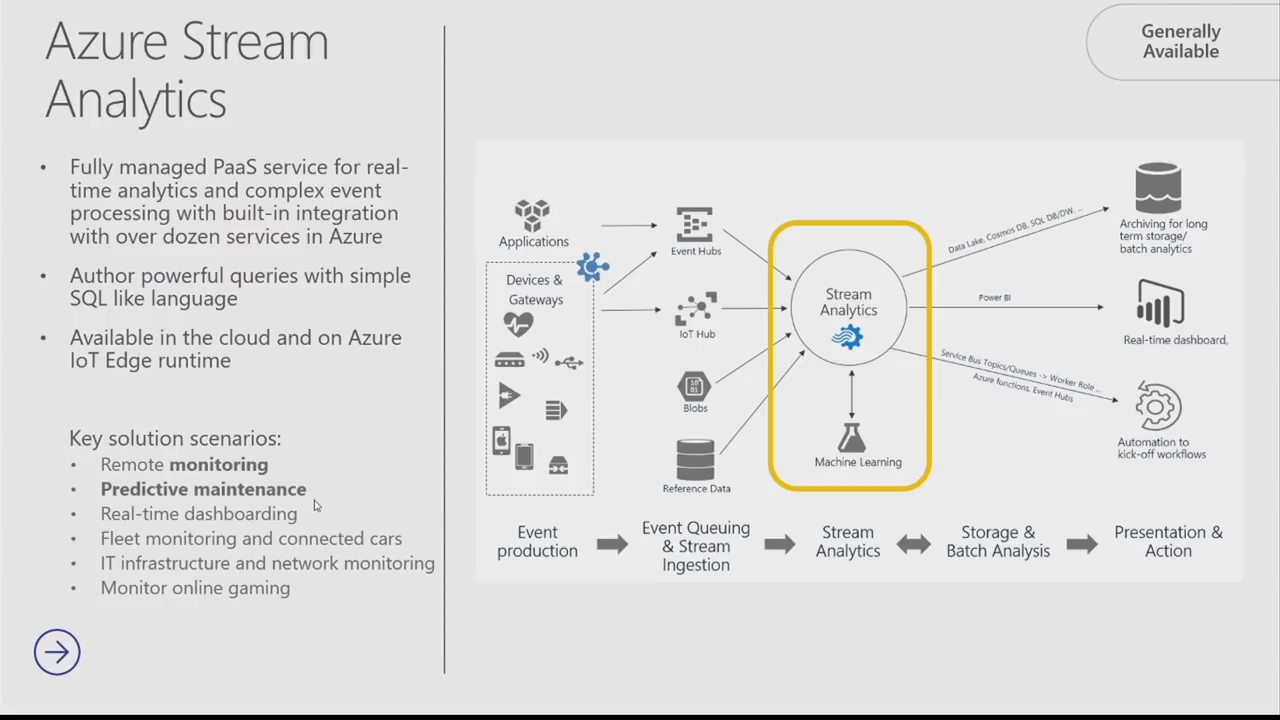 Azure Stream
Analytics
Generally
Available
• Fully managed PaaS service for real-
time analytics and complex event
processing with built-in integration
with over dozen services in Azure
• Author powerful queries with simple
SQL like language
• Available in the cloud and on Azure
IoT Edge runtime
Key solution scenarios:
• Remote monitoring
• Predictive maintenance
• Real-time dashboarding
• Fleet monitoring and connected cars
• IT infrastructure and network monitoring
• Monitor online gaming
Applications
Devices &
Gateways
Event Hubs
IoT Hub
Blobs
10
01
Reference Data
Stream
Analytics
Machine Learning
Data Lake, Cosmos DB, SQL DB/DW, ...
Power BI
Service Bus Topics/Queues -> Worker Role ...
Azure functions, Event Hubs
Archiving for long
term storage/
batch analytics
Real-time dashboard,
Automation to
kick-off workflows
Event
production
Event Queuing
& Stream
Ingestion
Stream
Analytics
Storage &
Batch Analysis
Presentation &
Action